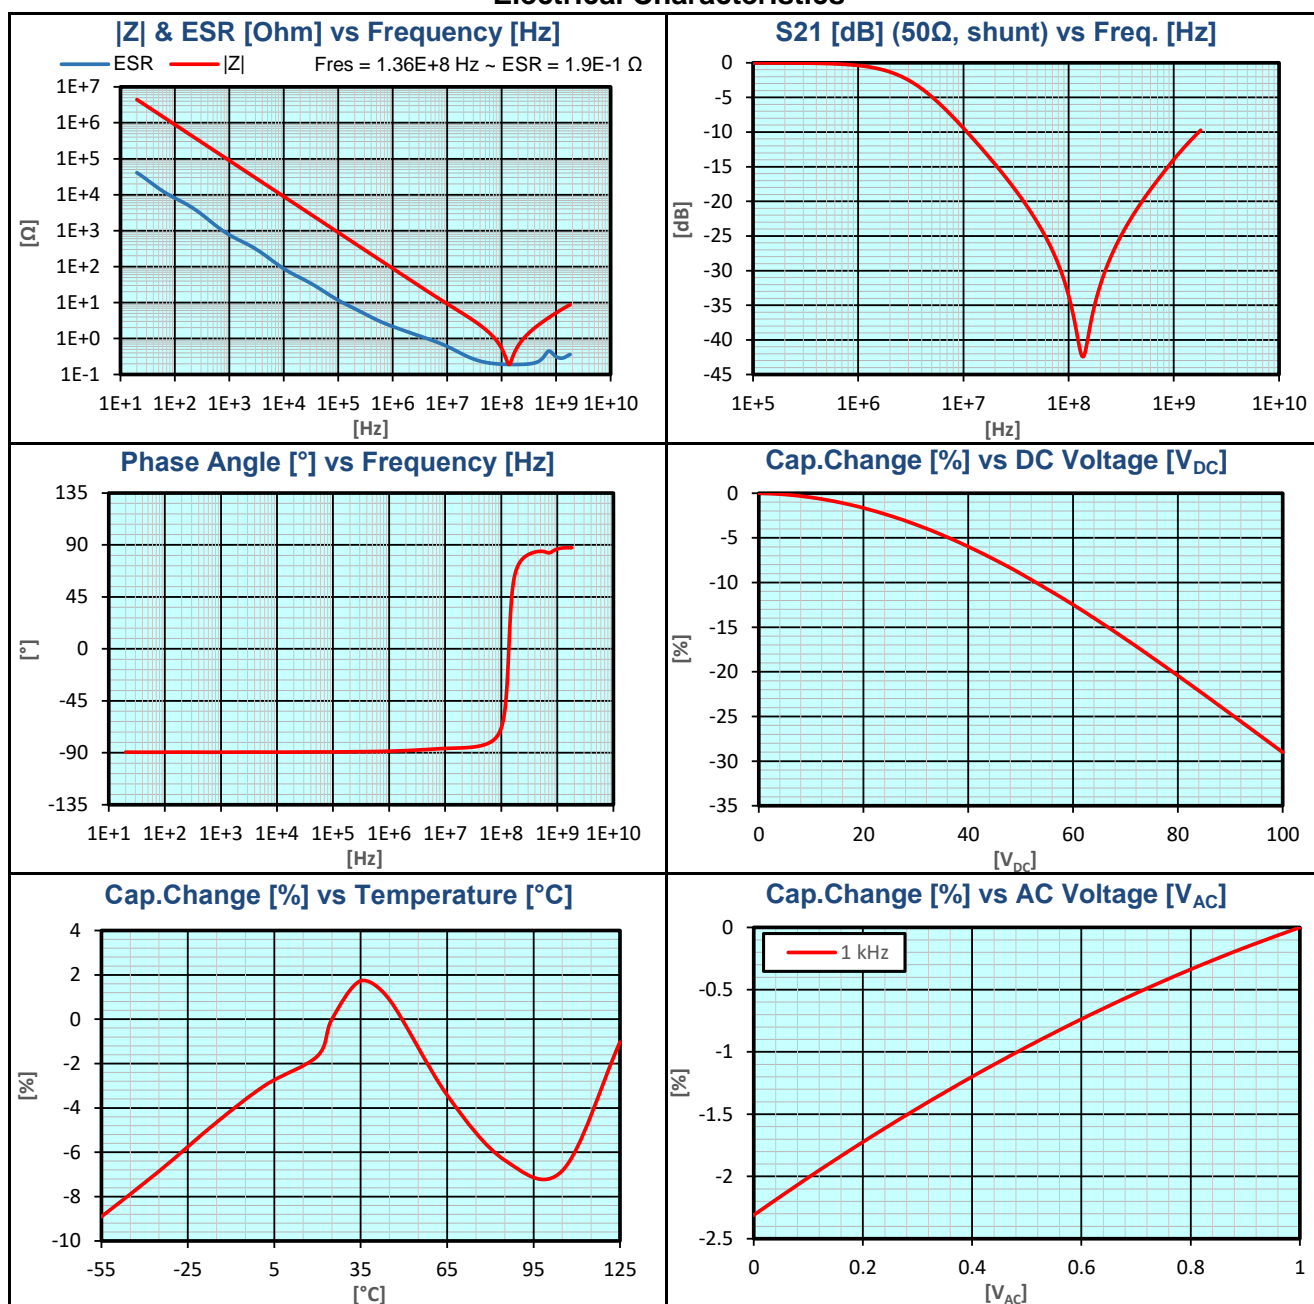 Electrical Characteristics
|Z| & ESR [Ohm] vs Frequency [Hz]
ESR |Z| Fres = 1.36E+8 Hz ~ ESR = 1.9E-1 Ω
1E+7
1E+6
1E+5
1E+4
1E+3
1E+2
1E+1
1E+0
1E-1
[Ω]
1E+1 1E+2 1E+3 1E+4 1E+5 1E+6 1E+7 1E+8 1E+9 1E+10
[Hz]
S21 [dB] (50Ω, shunt) vs Freq. [Hz]
0
-5
-10
-15
-20
-25
-30
-35
-40
-45
[dB]
1E+5 1E+6 1E+7 1E+8 1E+9 1E+10
[Hz]
Phase Angle [°] vs Frequency [Hz]
135
90
45
0
-45
-90
-135
[°]
1E+1 1E+2 1E+3 1E+4 1E+5 1E+6 1E+7 1E+8 1E+9 1E+10
[Hz]
Cap.Change [%] vs DC Voltage [VDC]
0
-5
-10
-15
-20
-25
-30
-35
[%]
0 20 40 60 80 100
[VDC]
Cap.Change [%] vs Temperature [°C]
4
2
0
-2
-4
-6
-8
-10
[%]
-55 -25 5 35 65 95 125
[°C]
Cap.Change [%] vs AC Voltage [VAC]
1 kHz
0
-0.5
-1
-1.5
-2
-2.5
[%]
0 0.2 0.4 0.6 0.8 1
[VAC]